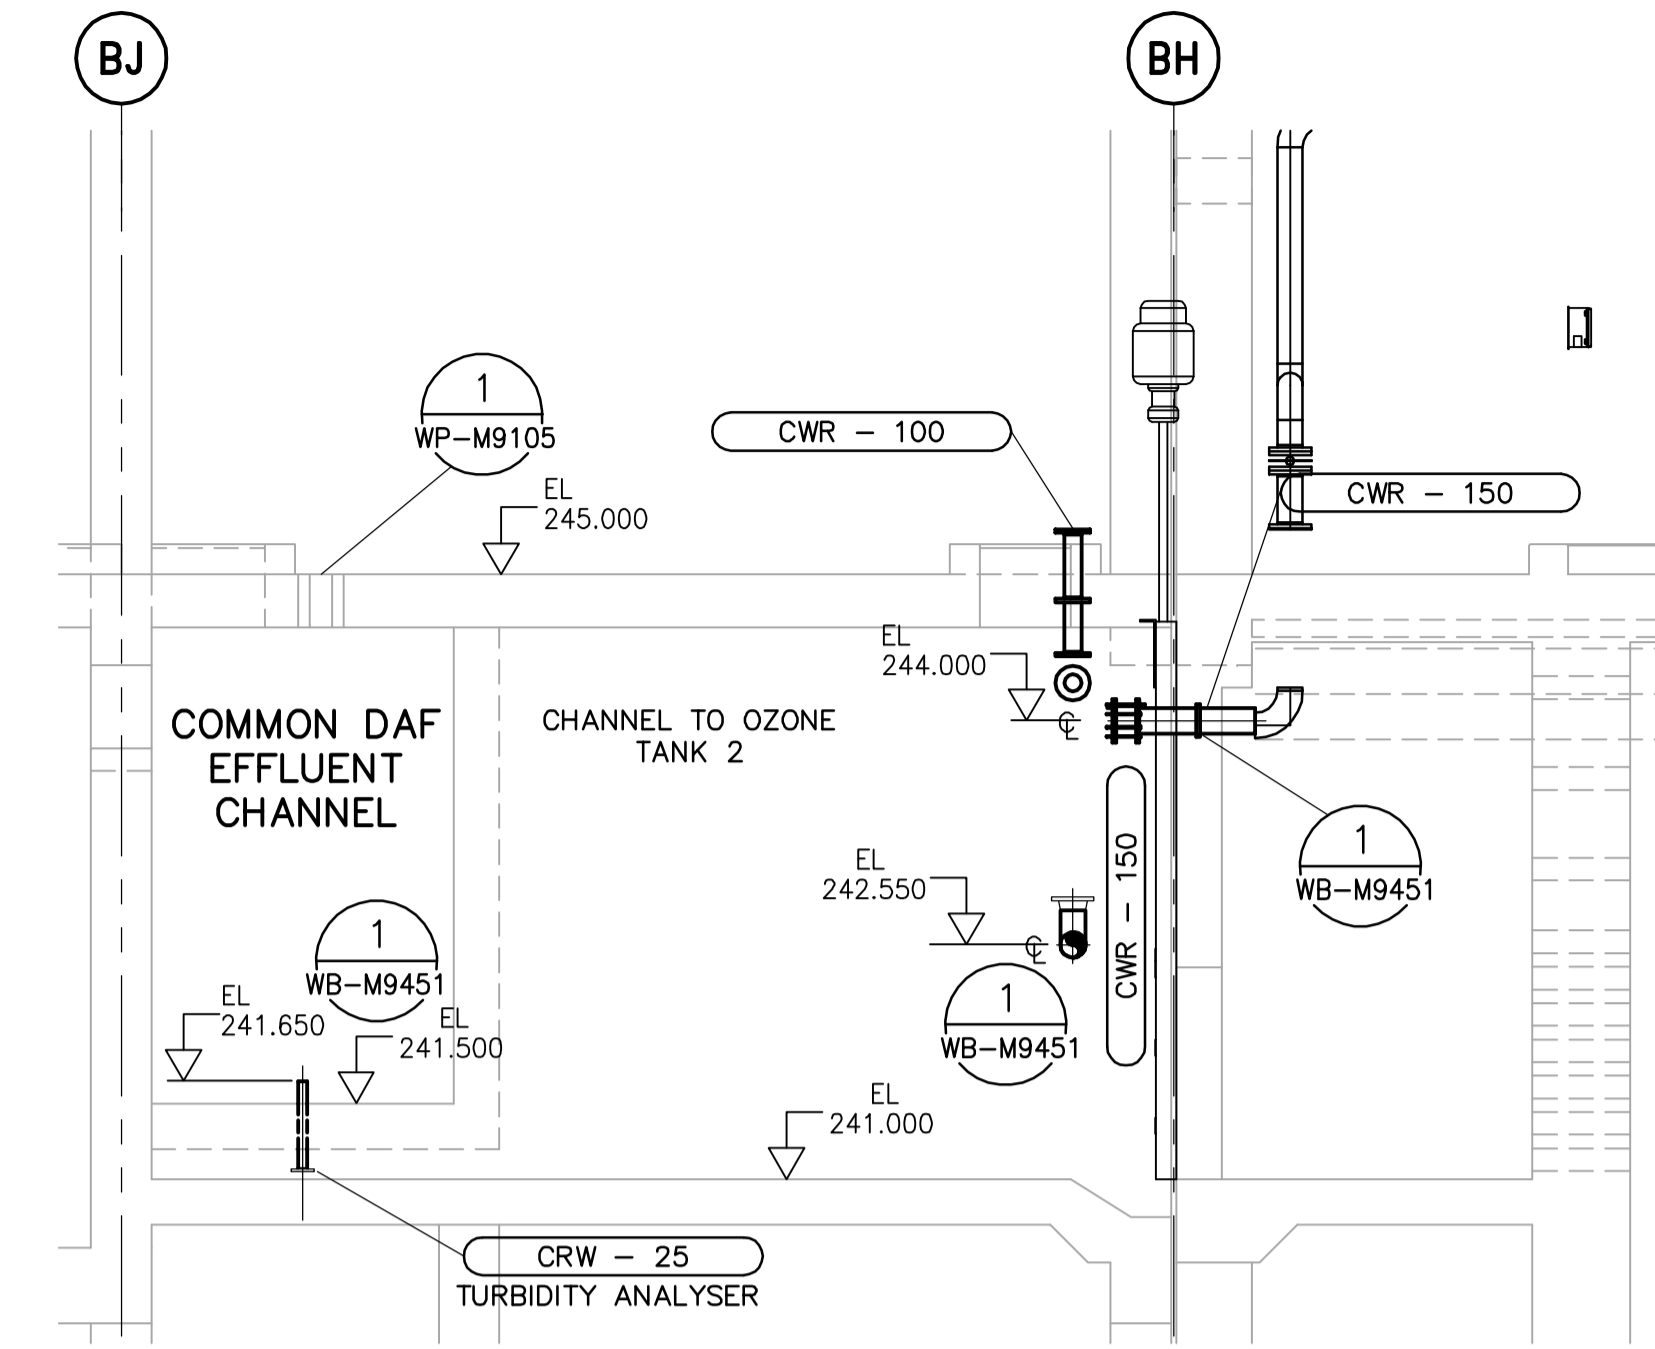 BJ
BH
1
WP-M9105
CWR - 100
CWR - 150
EL
245.000
EL
244.000
℄
COMMON DAF
EFFLUENT
CHANNEL
CHANNEL TO OZONE
TANK 2
CWR - 150
1
WB-M9451
EL
242.550
℄
1
WB-M9451
1
WB-M9451
EL
241.650
EL
241.500
EL
241.000
CRW - 25
TURBIDITY ANALYSER